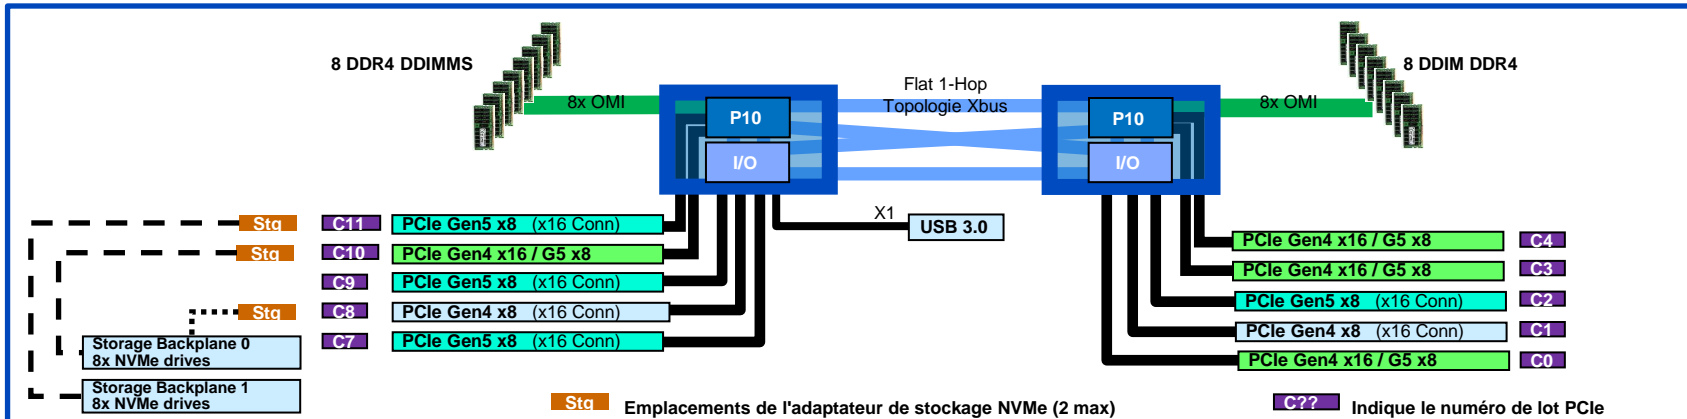 8 DDR4 DDIMMS
8x OMI
P10
I/O
Flat 1-Hop
Topologie Xbus
P10
I/O
8x OMI
8 DDIM DDR4
Stg C11 PCIe Gen5 x8 (x16 Conn)
Stg C10 PCIe Gen4 x16 / G5 x8
C9 PCIe Gen5 x8 (x16 Conn)
Stg C8 PCIe Gen4 x8 (x16 Conn)
C7 PCIe Gen5 x8 (x16 Conn)
X1
USB 3.0
PCIe Gen4 x16 / G5 x8 C4
PCIe Gen4 x16 / G5 x8 C3
PCIe Gen5 x8 (x16 Conn) C2
PCIe Gen4 x8 (x16 Conn) C1
PCIe Gen4 x16 / G5 x8 C0
Storage Backplane 0
8x NVMe drives
Storage Backplane 1
8x NVMe drives
Stg Emplacements de l'adaptateur de stockage NVMe (2 max)
C?? Indique le numéro de lot PCIe